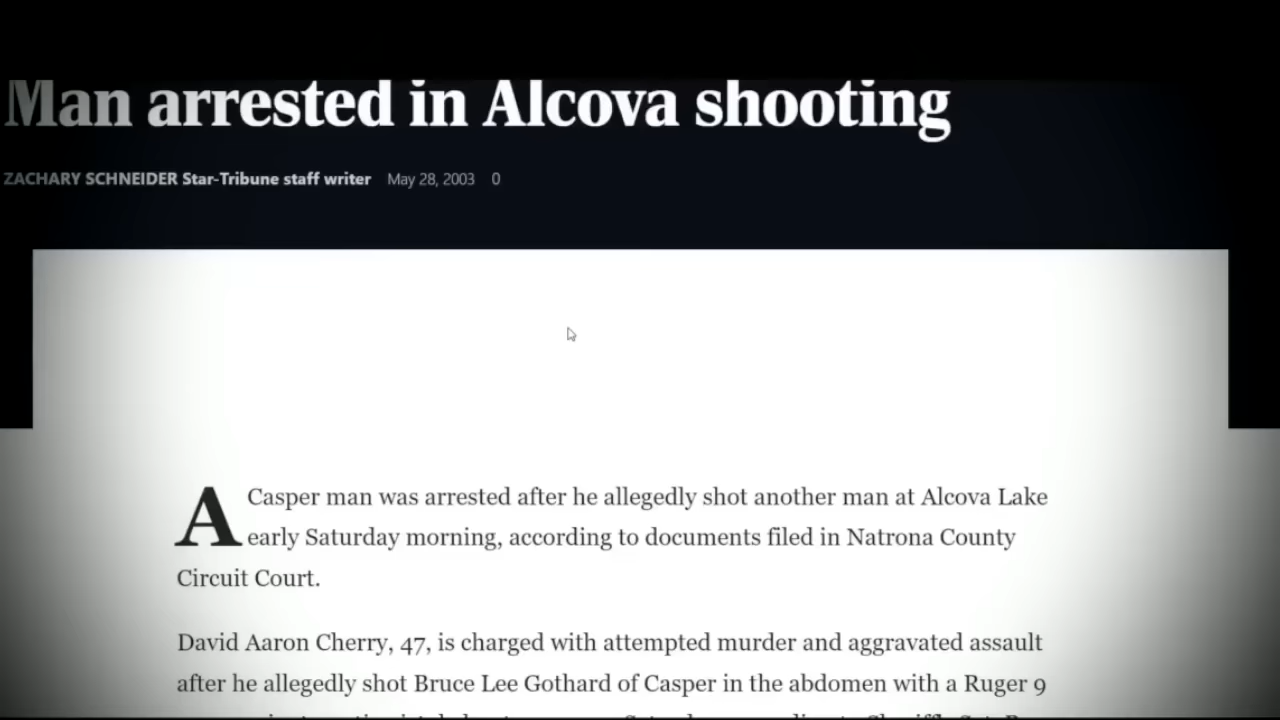 Man arrested in Alcova shooting
ZACHARY SCHNEIDER Star-Tribune staff writer May 28, 2003 0
A Casper man was arrested after he allegedly shot another man at Alcova Lake
early Saturday morning, according to documents filed in Natrona County
Circuit Court.
David Aaron Cherry, 47, is charged with attempted murder and aggravated assault
after he allegedly shot Bruce Lee Gothard of Casper in the abdomen with a Ruger 9